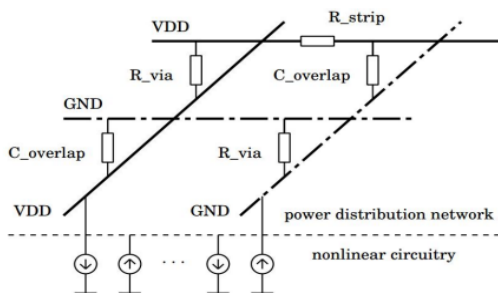 R_strip
VDD
R_via
C_overlap
GND
C_overlap
R_via
VDD
GND
power distribution network
nonlinear circuitry
. . .